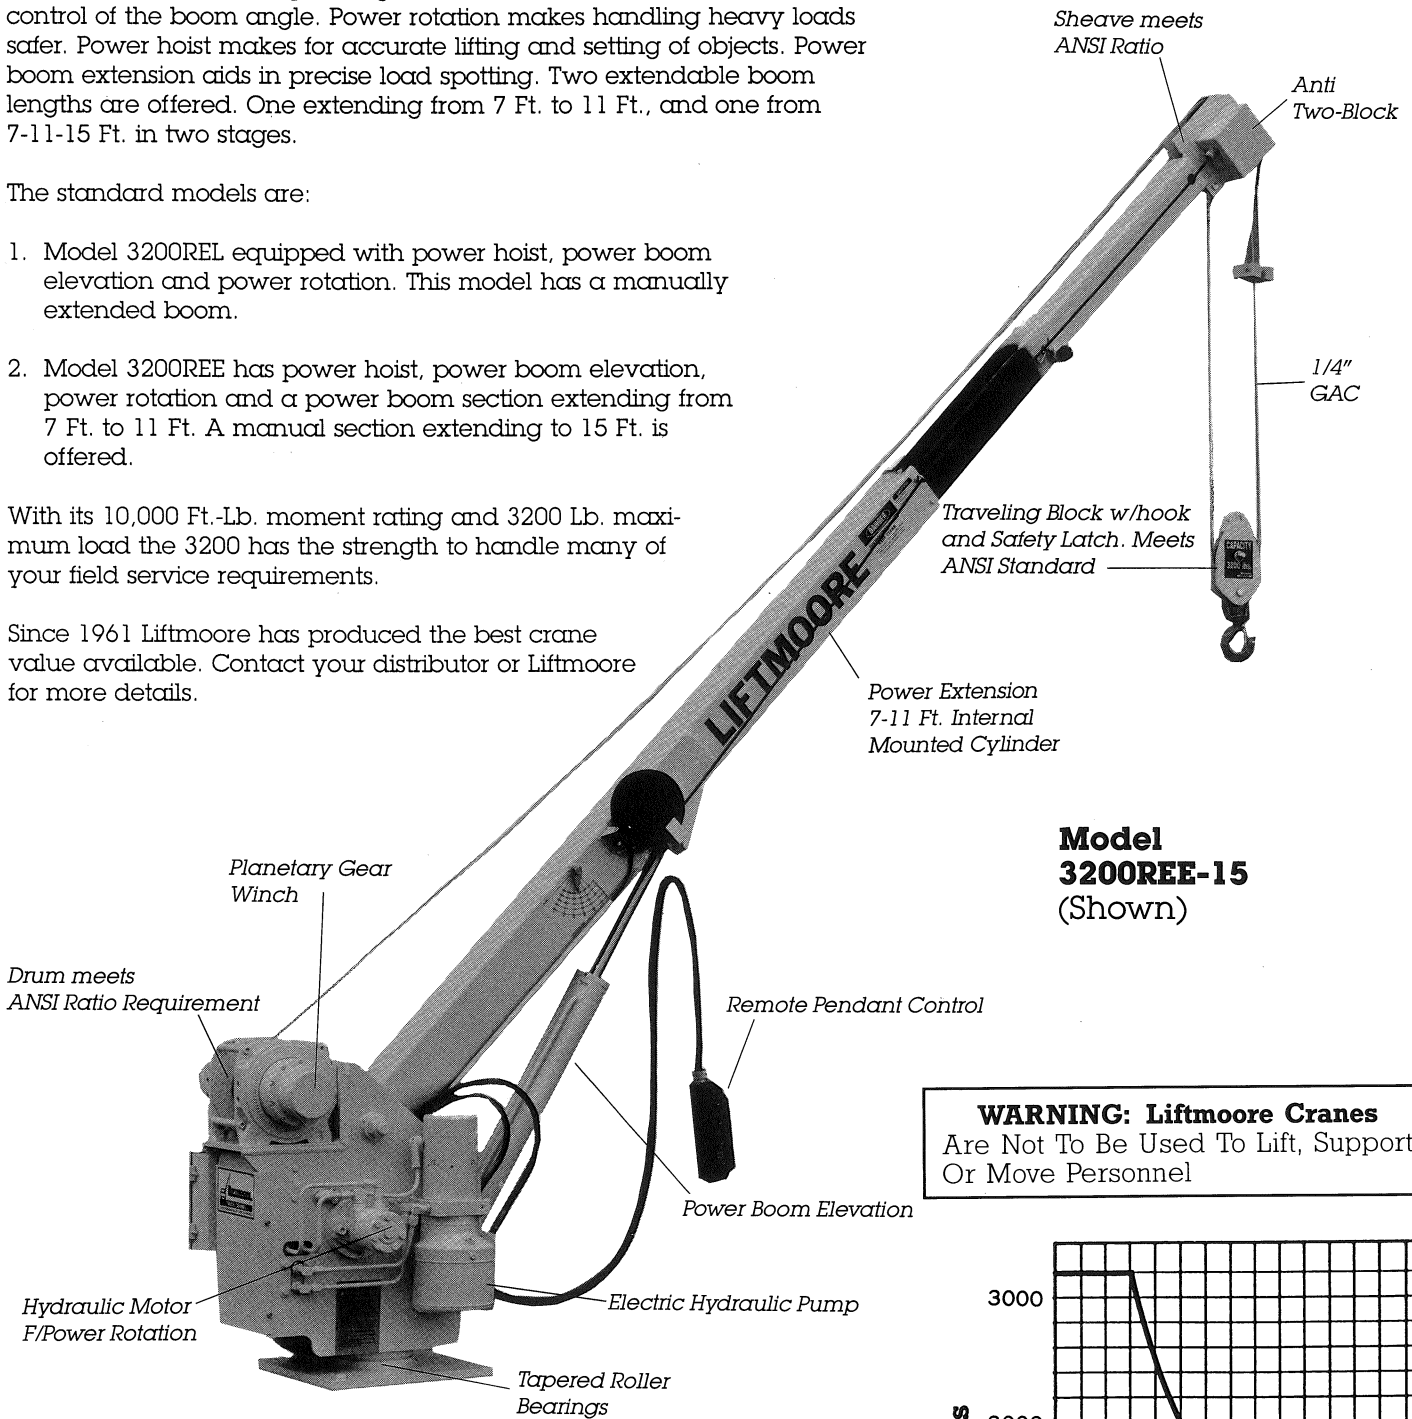 control of the boom angle. Power rotation makes handling heavy loads
safer. Power hoist makes for accurate lifting and setting of objects. Power
boom extension aids in precise load spotting. Two extendable boom
lengths are offered. One extending from 7 Ft. to 11 Ft., and one from
7-11-15 Ft. in two stages.
The standard models are:
1. Model 3200REL equipped with power hoist, power boom
elevation and power rotation. This model has a manually
extended boom.
2. Model 3200REE has power hoist, power boom elevation,
power rotation and a power boom section extending from
7 Ft. to 11 Ft. A manual section extending to 15 Ft. is
offered.
With its 10,000 Ft.-Lb. moment rating and 3200 Lb. maxi-
mum load the 3200 has the strength to handle many of
your field service requirements.
Since 1961 Liftmoore has produced the best crane
value available. Contact your distributor or Liftmoore
for more details.
Sheave meets
ANSI Ratio
Anti
Two-Block
1/4"
GAC
Traveling Block w/hook
and Safety Latch. Meets
ANSI Standard
CAPACITY
LIFTMOORE
Power Extension
7-11 Ft. Internal
Mounted Cylinder
Model
3200REE-15
(Shown)
Planetary Gear
Winch
Drum meets
ANSI Ratio Requirement
Remote Pendant Control
WARNING: Liftmoore Cranes
Are Not To Be Used To Lift, Support
Or Move Personnel
Power Boom Elevation
Electric Hydraulic Pump
Hydraulic Motor
F/Power Rotation
Tapered Roller
Bearings
3000